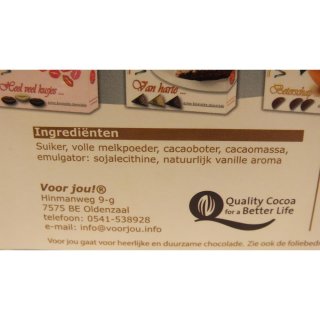 Heel veel kusjes ...
Van harte ...
Beterschap
Ingrediënten
Suiker, volle melkpoeder, cacaoboter, cacaomassa,
emulgator: sojalecithine, natuurlijk vanille aroma
Voor jou!®
Hinmanweg 9-g
7575 BE Oldenzaal
telefoon: 0541-538928
e-mail: info@voorjou.info
Quality Cocoa
for a Better Life
Voor jou gaat voor heerlijke en duurzame chocolade. Zie ook de foliebed